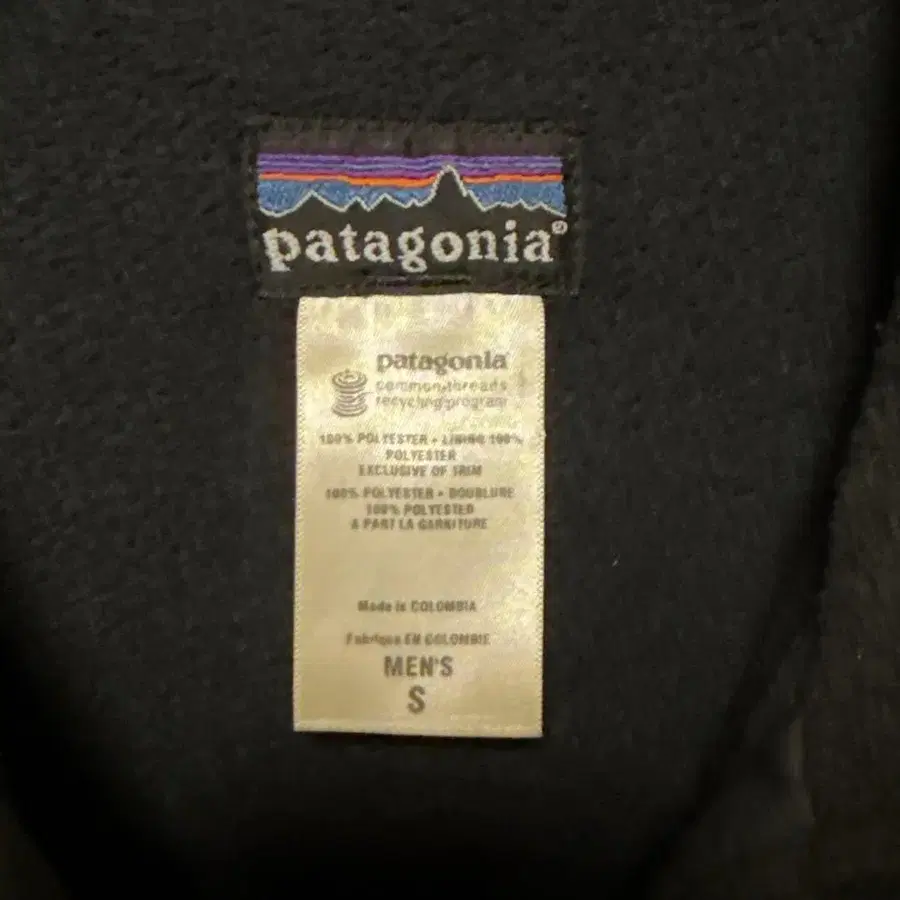 patagonia®
patagonia
common threads
recycling program
100% POLYESTER • LINING 100%
POLYESTER
EXCLUSIVE OF TRIM
100% POLYESTER • DOUBLURE
100% POLYESTER
À PART LA GARNITURE
Made in COLOMBIA
Fabriqué EN COLOMBIE
MEN'S
S